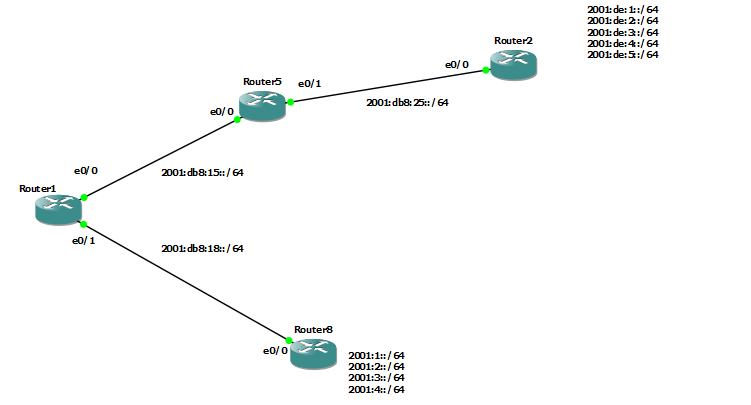 2001:de:1::/64
2001:de:2::/64
2001:de:3::/64
2001:de:4::/64
2001:de:5::/64
Router2
e0/0
Router5
e0/1
2001:db8:25::/64
e0/0
e0/0
2001:db8:15::/64
Router1
e0/1
2001:db8:18::/64
Router8
e0/0
2001:1::/64
2001:2::/64
2001:3::/64
2001:4::/64